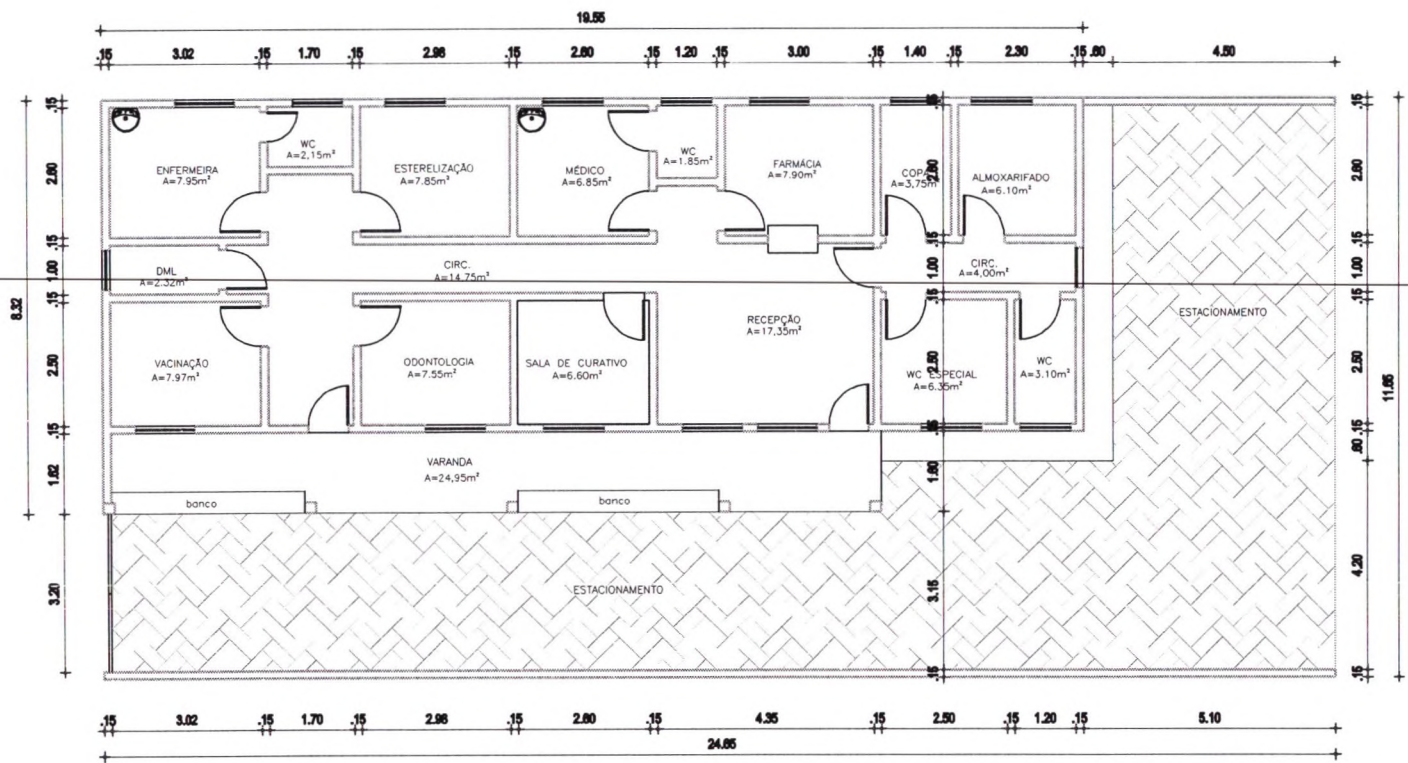 19.55
.15 3.02 .15 1.70 .15 2.98 .15 2.60 .15 1.20 .15 3.00 .15 1.40 .15 2.30 .15 .60 4.50
ENFERMEIRA
A=7.95m²
WC
A=2,15m²
ESTERELIZAÇÃO
A=7.85m²
MÉDICO
A=6.85m²
WC
A=1.85m²
FARMÁCIA
A=7.90m²
COPA
A=3,75m²
ALMOXARIFADO
A=6.10m²
DML
A=2.32m²
CIRC.
A=14.75m²
CIRC.
A=4,00m²
VACINAÇÃO
A=7.97m²
ODONTOLOGIA
A=7.55m²
SALA DE CURATIVO
A=6.60m²
RECEPÇÃO
A=17,35m²
WC ESPECIAL
A=6.35m²
WC
A=3.10m²
ESTACIONAMENTO
VARANDA
A=24,95m²
banco
banco
ESTACIONAMENTO
8.32
.15 2.60 .15 1.00 .15 2.50 .15 1.62 3.20
.15 2.60 .15 1.00 .15 2.50 .15 1.60 3.15 .15
.15 2.60 .15 1.00 .15 2.50 .15 .60 4.20 .15
11.65
.15 3.02 .15 1.70 .15 2.98 .15 2.60 .15 4.35 .15 2.50 .15 1.20 .15 5.10
24.65